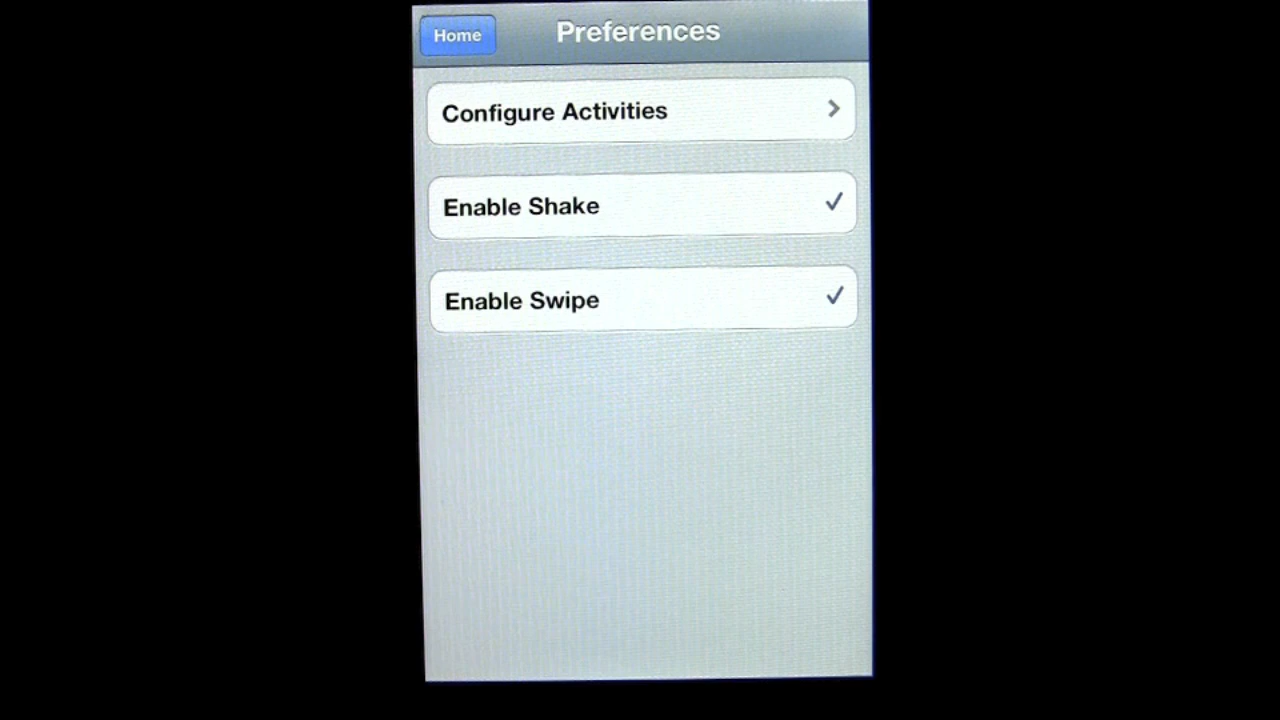 Home
Preferences
Configure Activities
Enable Shake
Enable Swipe